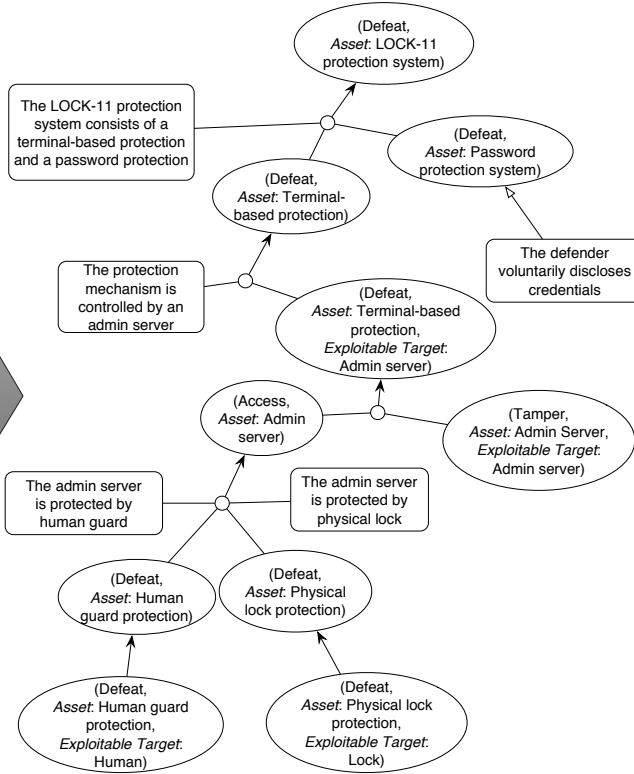 (Defeat,
Asset: LOCK-11
protection system)
The LOCK-11 protection
system consists of a
terminal-based protection
and a password protection
(Defeat,
Asset: Password
protection system)
(Defeat,
Asset: Terminal-
based protection)
The defender
voluntarily discloses
credentials
The protection
mechanism is
controlled by an
admin server
(Defeat,
Asset: Terminal-based
protection,
Exploitable Target:
Admin server)
(Access,
Asset: Admin
server)
(Tamper,
Asset: Admin Server,
Exploitable Target:
Admin server)
The admin server
is protected by
human guard
The admin server
is protected by
physical lock
(Defeat,
Asset: Human
guard protection)
(Defeat,
Asset: Physical
lock protection)
(Defeat,
Asset: Human guard
protection,
Exploitable Target:
Human)
(Defeat,
Asset: Physical lock
protection,
Exploitable Target:
Lock)